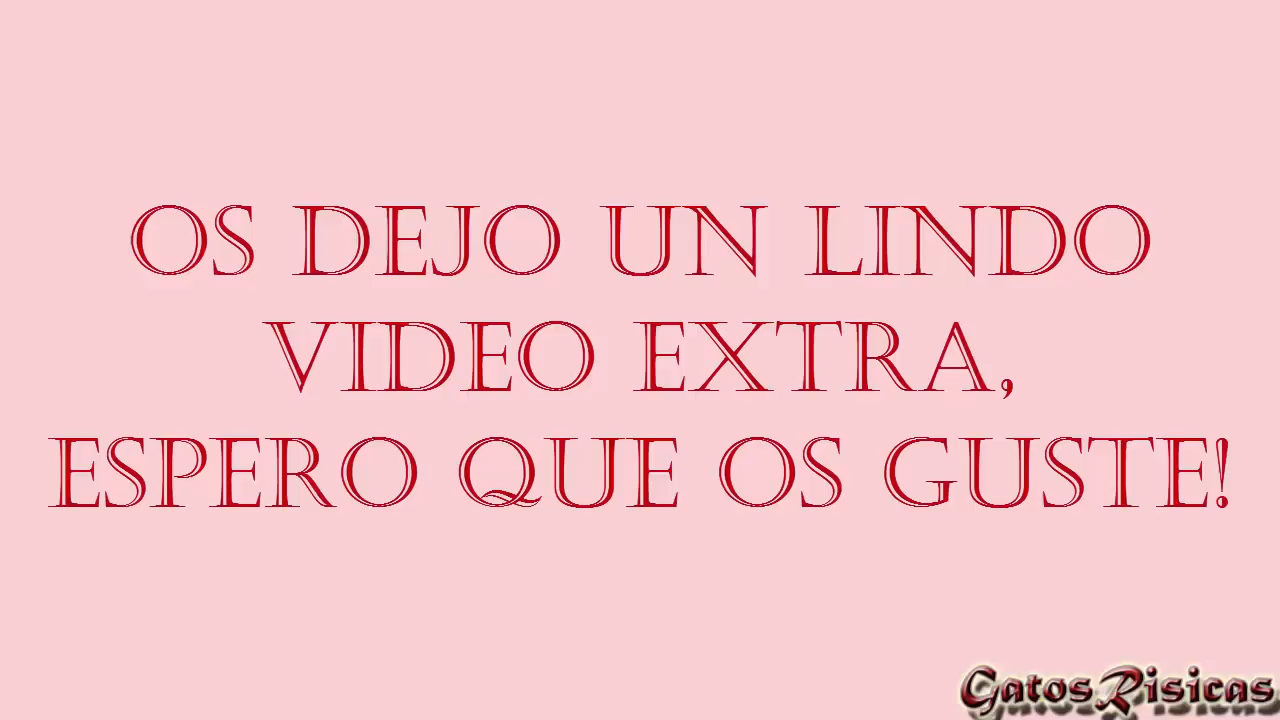 OS DEJO UN LINDO
VIDEO EXTRA,
ESPERO QUE OS GUSTE!
GatosRisicas